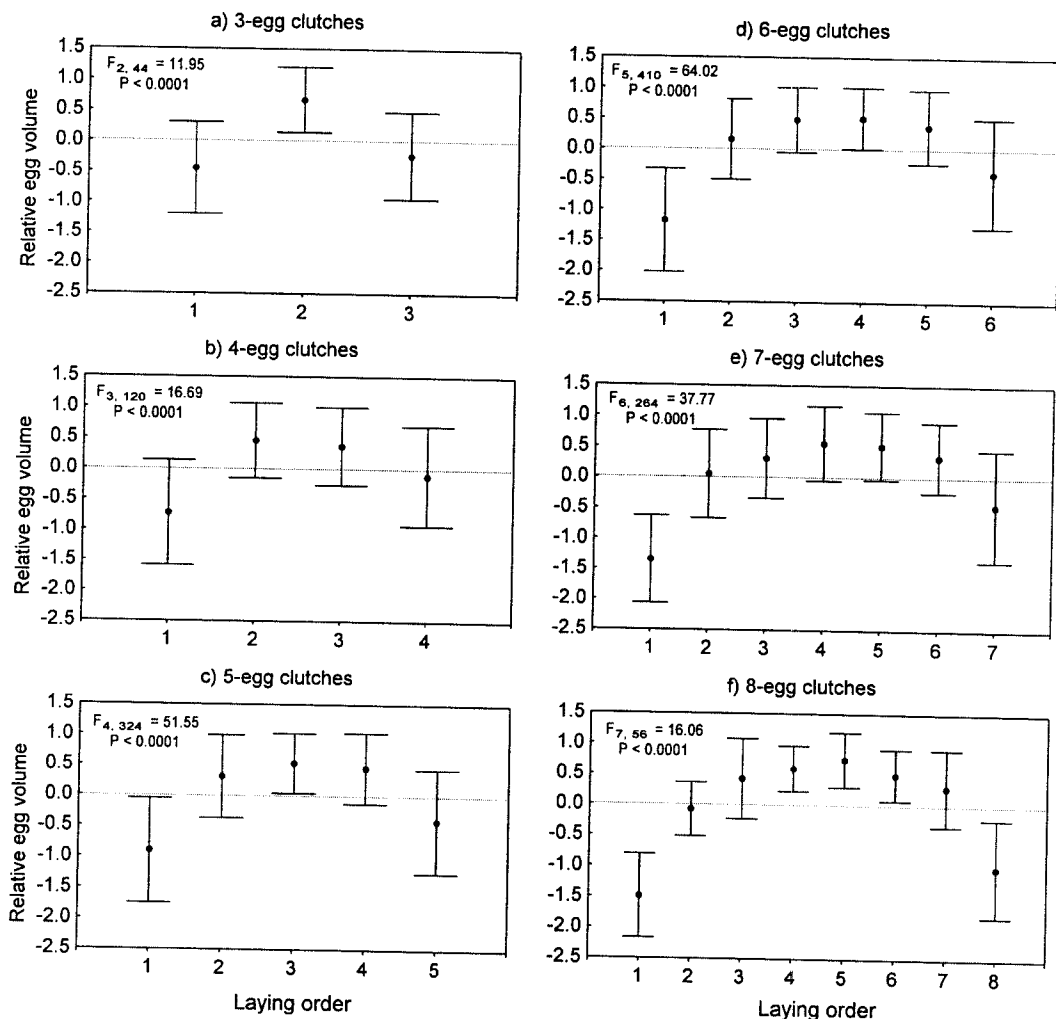 a) 3-egg clutches
F2, 44 = 11.95
P < 0.0001
Relative egg volume
1.5
1.0
0.5
0.0
-0.5
-1.0
-1.5
-2.0
-2.5
1 2 3
b) 4-egg clutches
F3, 120 = 16.69
P < 0.0001
Relative egg volume
1.5
1.0
0.5
0.0
-0.5
-1.0
-1.5
-2.0
-2.5
1 2 3 4
c) 5-egg clutches
F4, 324 = 51.55
P < 0.0001
Relative egg volume
1.5
1.0
0.5
0.0
-0.5
-1.0
-1.5
-2.0
-2.5
1 2 3 4 5
Laying order
d) 6-egg clutches
F5, 410 = 64.02
P < 0.0001
1.5
1.0
0.5
0.0
-0.5
-1.0
-1.5
-2.0
-2.5
1 2 3 4 5 6
e) 7-egg clutches
F6, 264 = 37.77
P < 0.0001
1.5
1.0
0.5
0.0
-0.5
-1.0
-1.5
-2.0
-2.5
1 2 3 4 5 6 7
f) 8-egg clutches
F7, 56 = 16.06
P < 0.0001
1.5
1.0
0.5
0.0
-0.5
-1.0
-1.5
-2.0
-2.5
1 2 3 4 5 6 7 8
Laying order